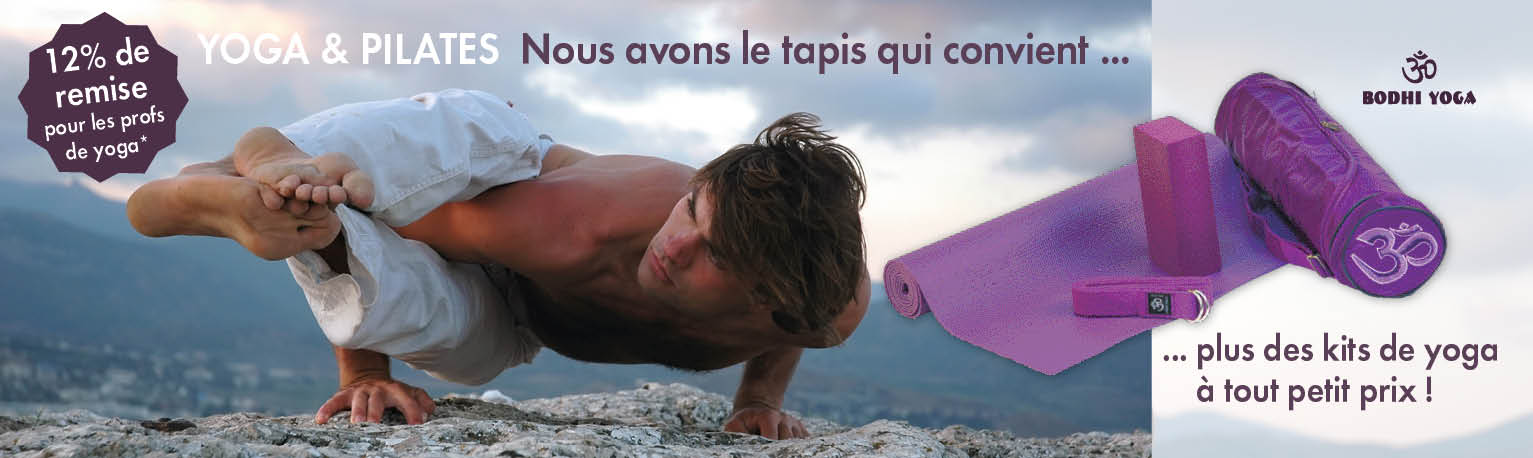 12% de
remise
pour les profs
de yoga*
YOGA & PILATES Nous avons le tapis qui convient ...
BODHI YOGA
... plus des kits de yoga
à tout petit prix !